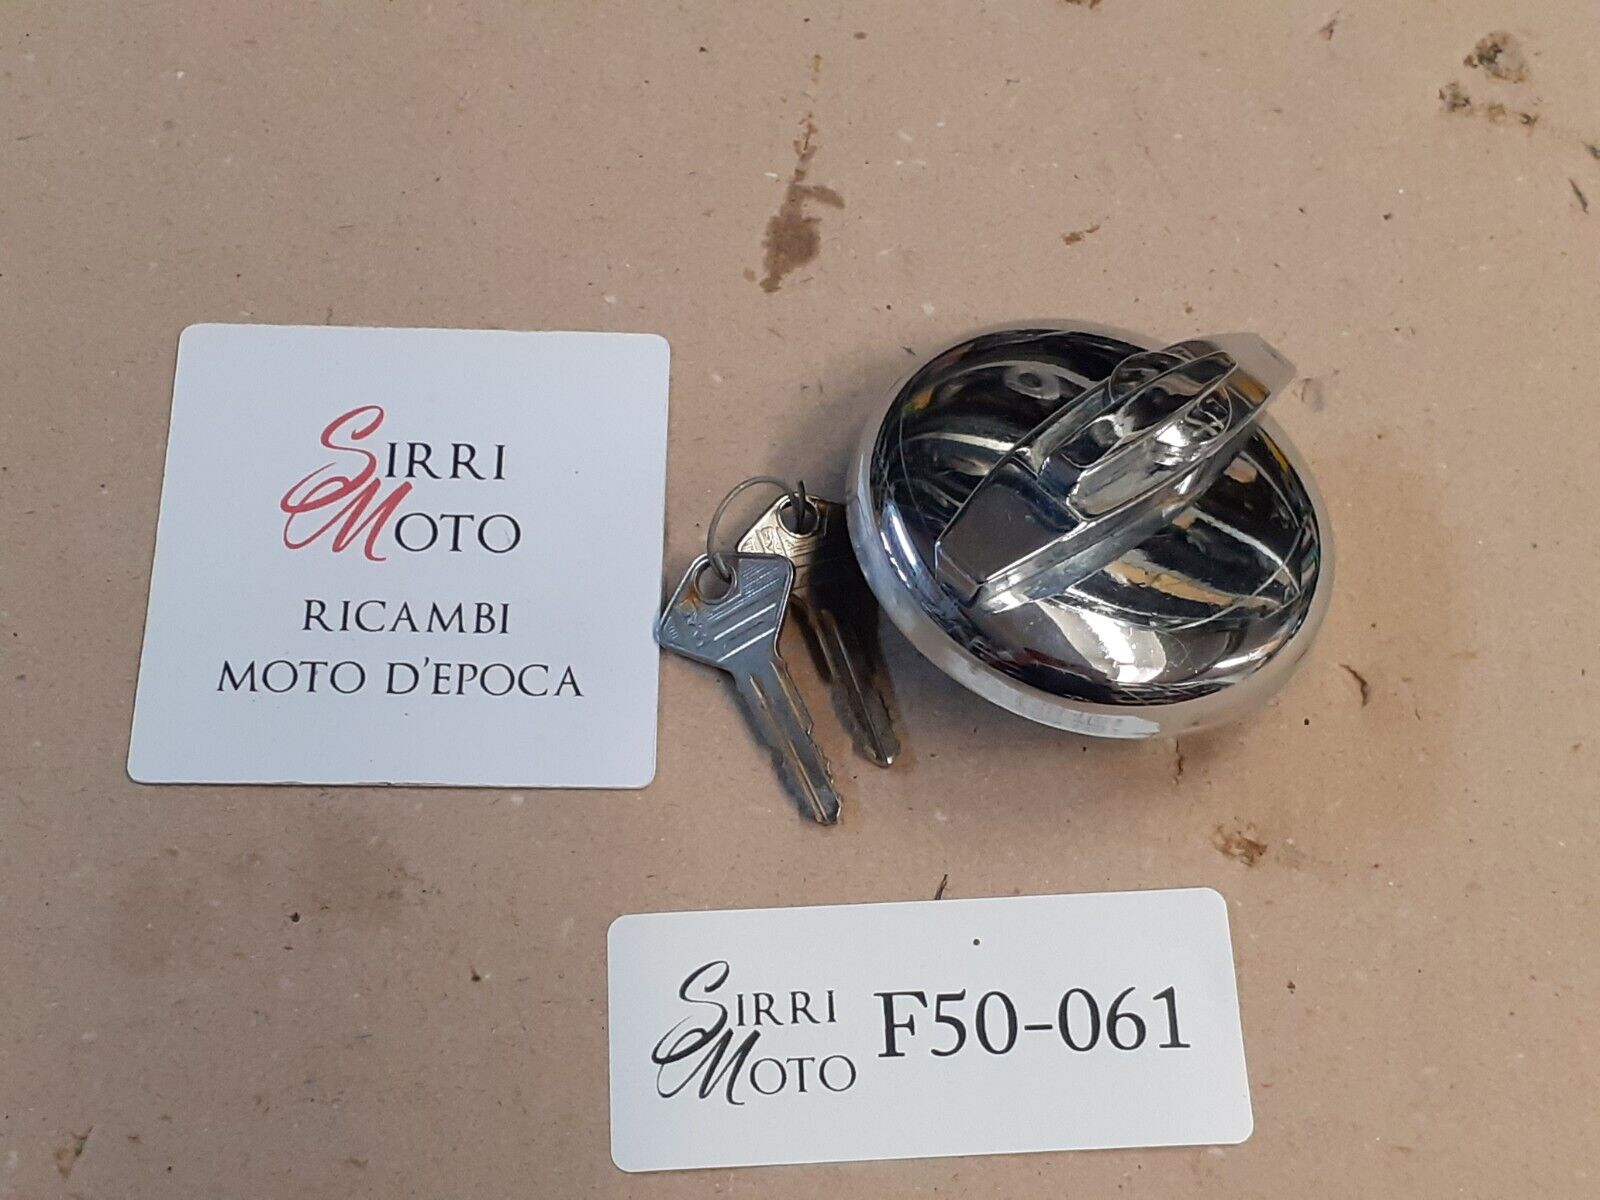 SIRRI
MOTO
RICAMBI
MOTO D'EPOCA
SIRRI
MOTO
F50-061